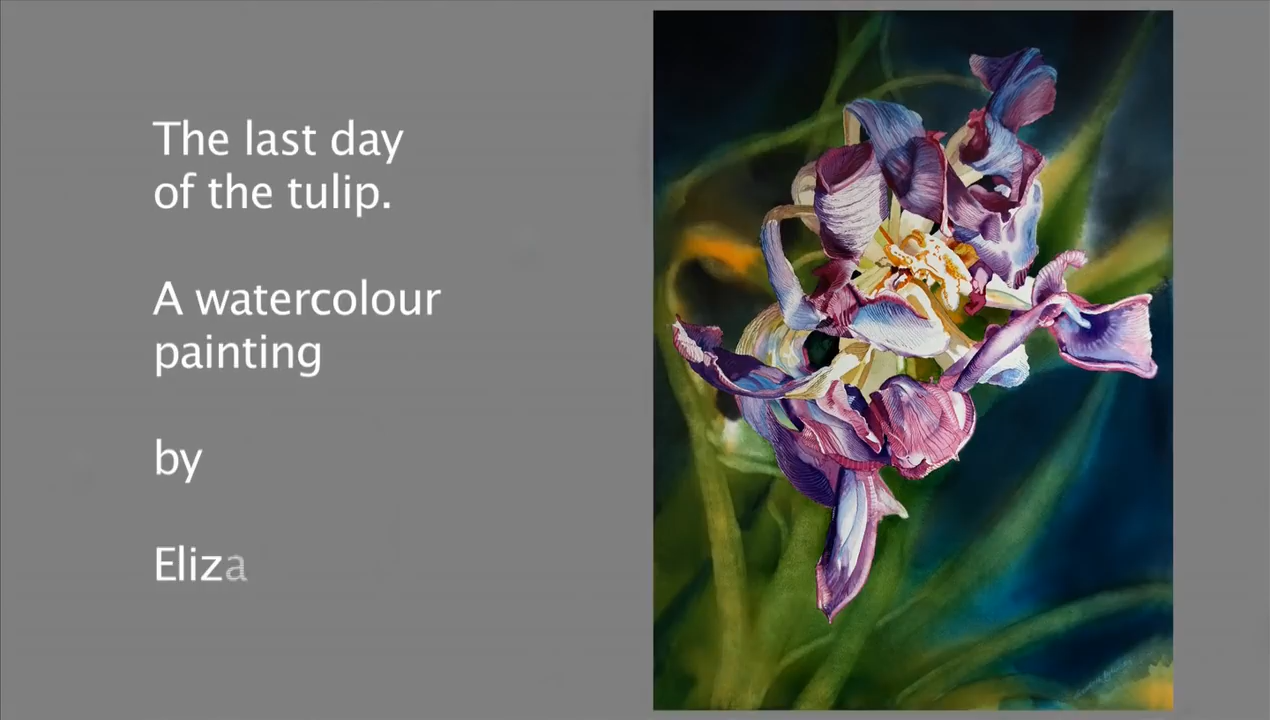 The last day
of the tulip.
A watercolour
painting
by
Eliza